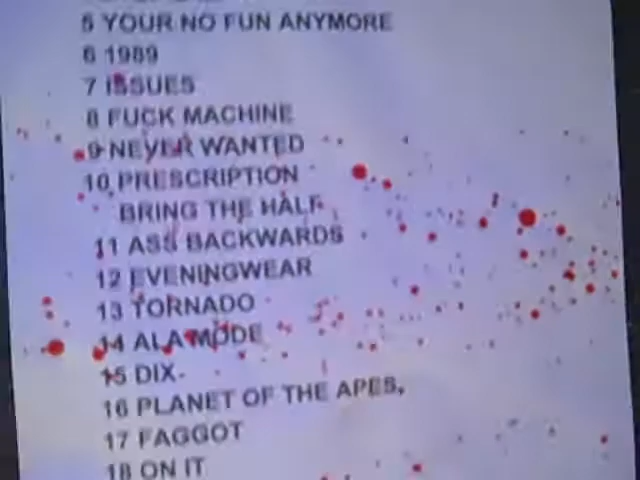 5 YOUR NO FUN ANYMORE
6 1989
7 ISSUES
8 FUCK MACHINE
9 NEVER WANTED
10 PRESCRIPTION
BRING THE HALF
11 ASS BACKWARDS
12 EVENINGWEAR
13 TORNADO
14 ALA MODE
15 DIX
16 PLANET OF THE APES,
17 FAGGOT
18 ON IT